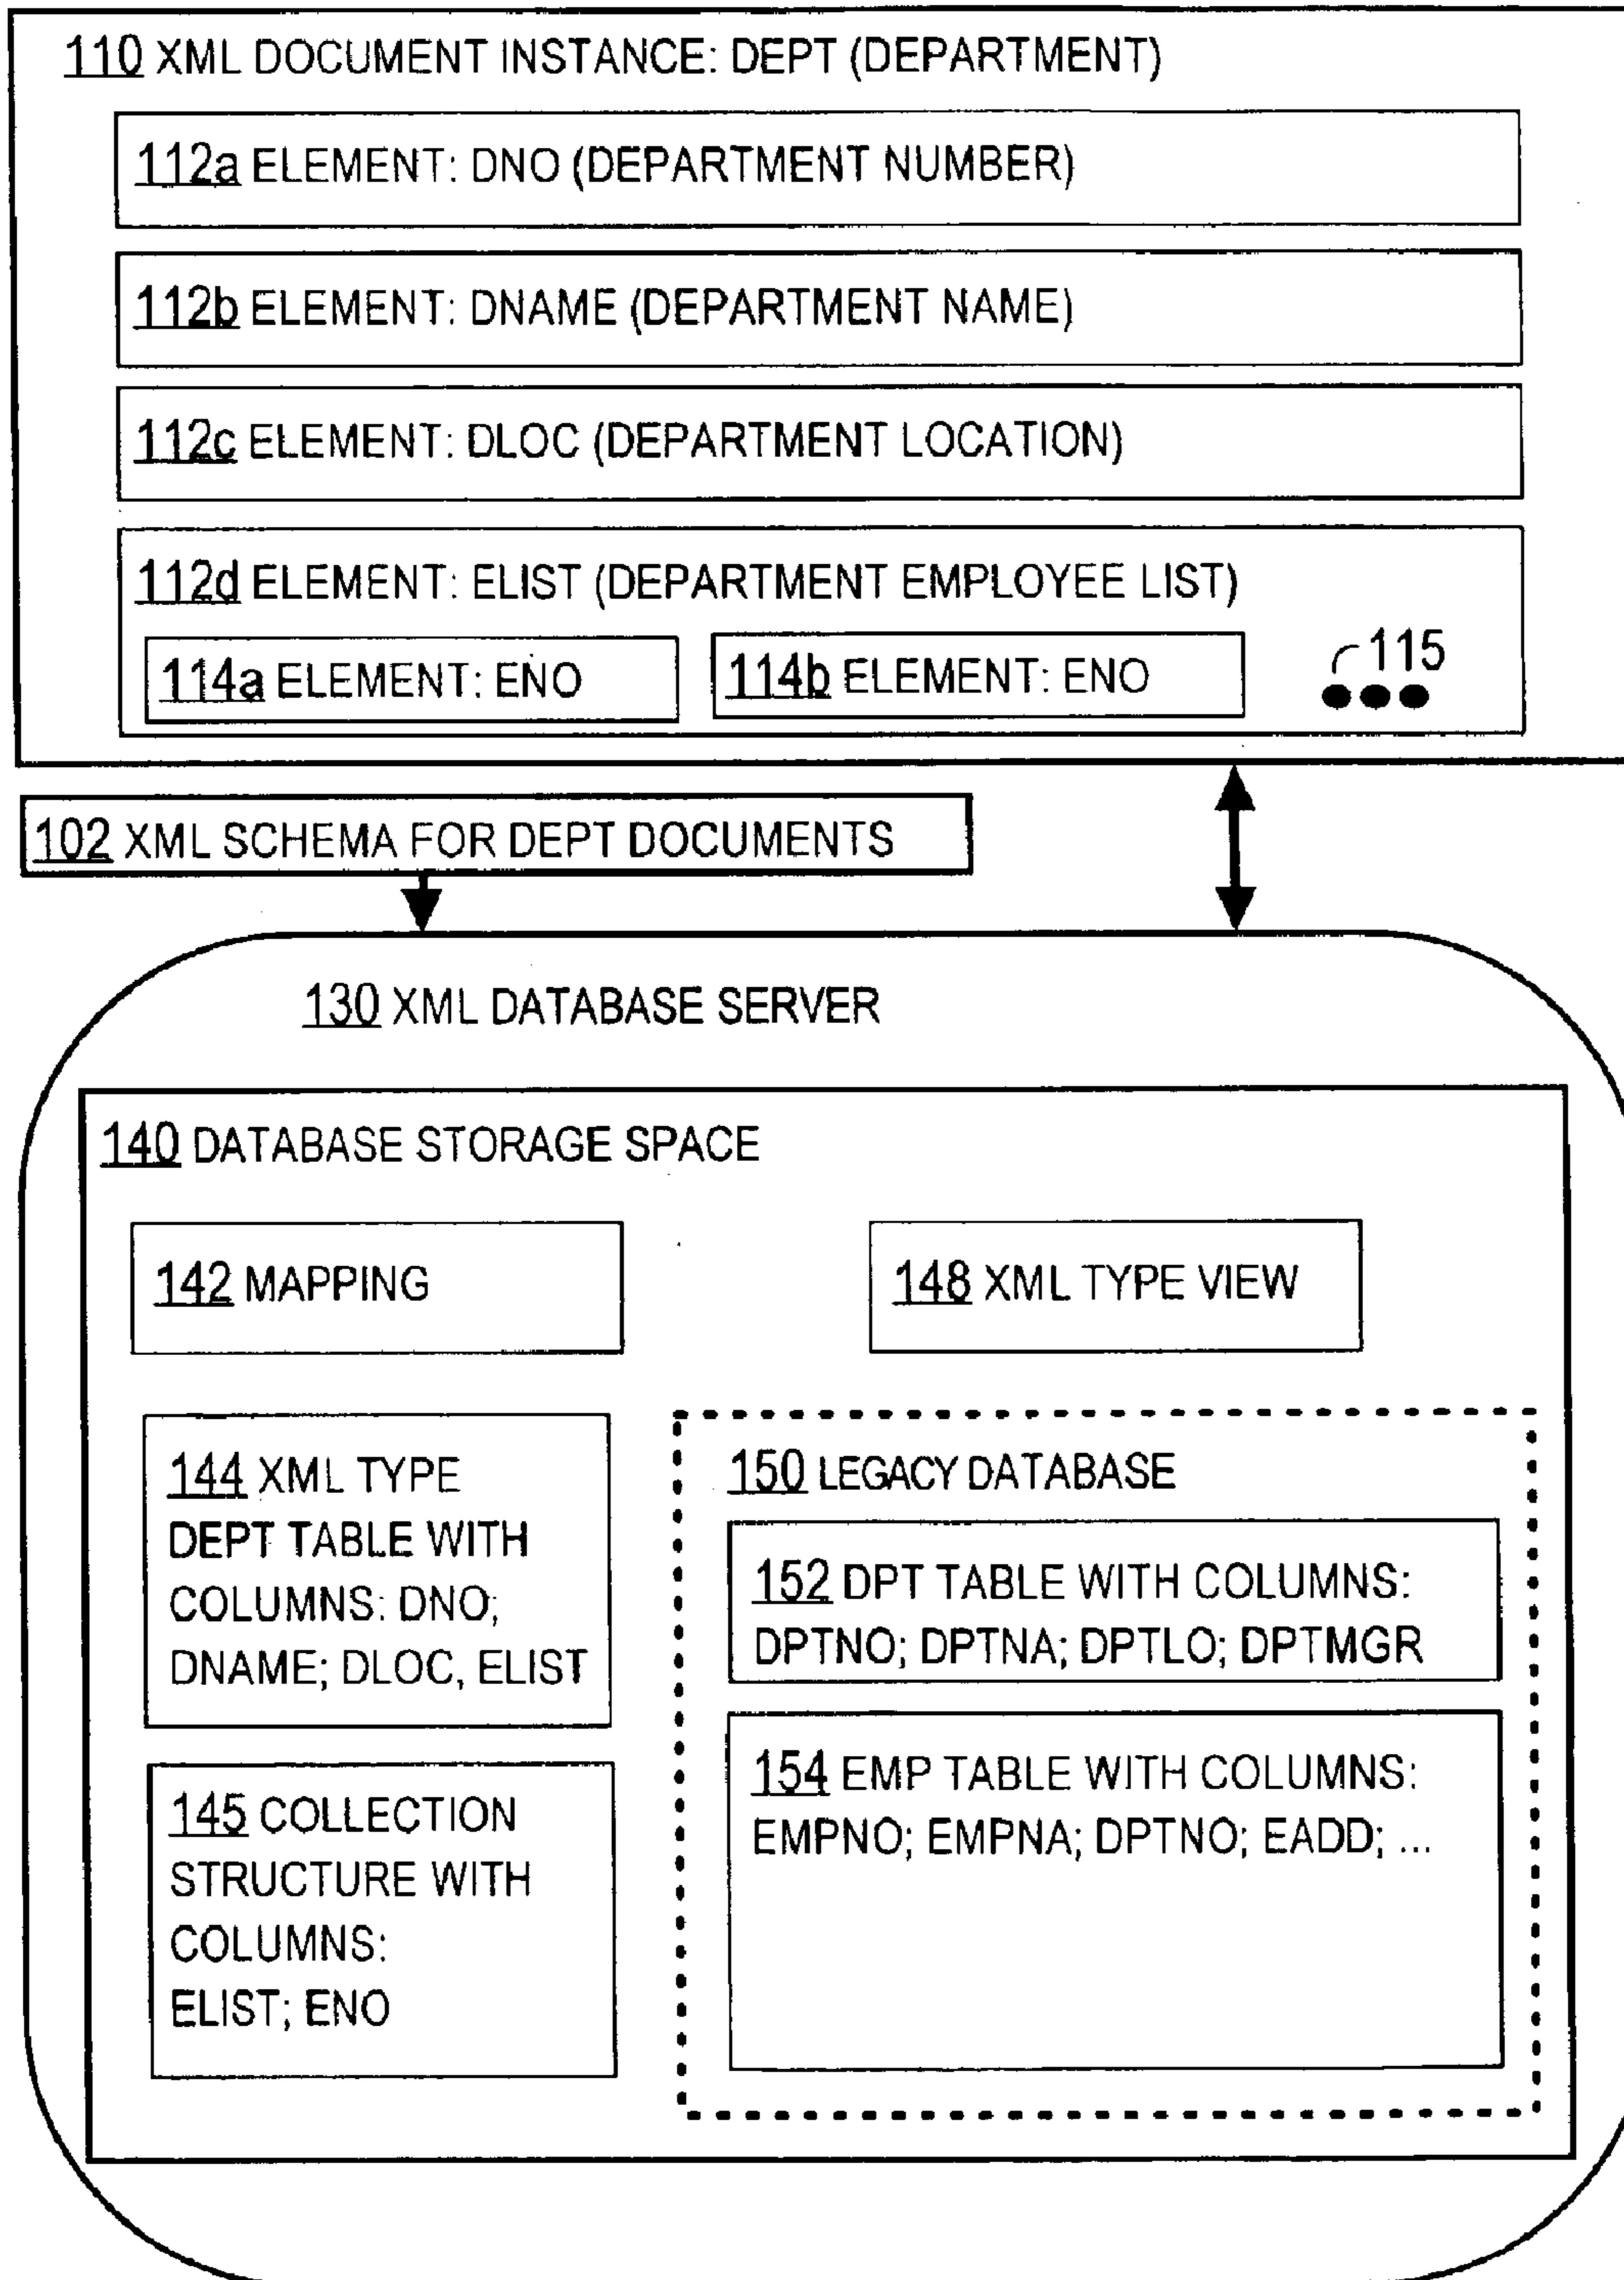 110 XML DOCUMENT INSTANCE: DEPT (DEPARTMENT)
112a ELEMENT: DNO (DEPARTMENT NUMBER)
112b ELEMENT: DNAME (DEPARTMENT NAME)
112c ELEMENT: DLOC (DEPARTMENT LOCATION)
112d ELEMENT: ELIST (DEPARTMENT EMPLOYEE LIST)
114a ELEMENT: ENO
114b ELEMENT: ENO
115
102 XML SCHEMA FOR DEPT DOCUMENTS
130 XML DATABASE SERVER
140 DATABASE STORAGE SPACE
142 MAPPING
148 XML TYPE VIEW
144 XML TYPE
DEPT TABLE WITH
COLUMNS: DNO;
DNAME; DLOC, ELIST
145 COLLECTION
STRUCTURE WITH
COLUMNS:
ELIST; ENO
150 LEGACY DATABASE
152 DPT TABLE WITH COLUMNS:
DPTNO; DPTNA; DPTLO; DPTMGR
154 EMP TABLE WITH COLUMNS:
EMPNO; EMPNA; DPTNO; EADD; ...